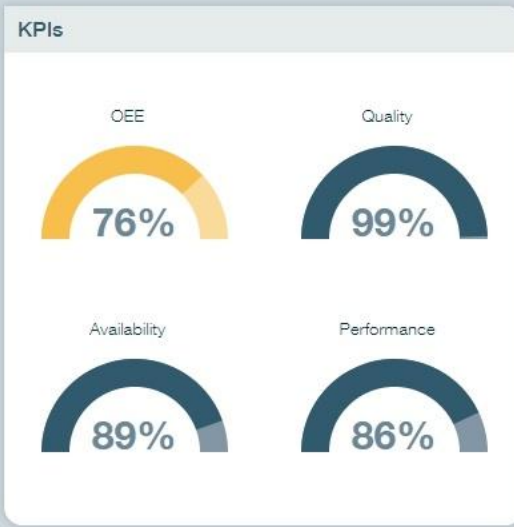 KPIs
OEE
Quality
76%
99%
Availability
Performance
89%
86%